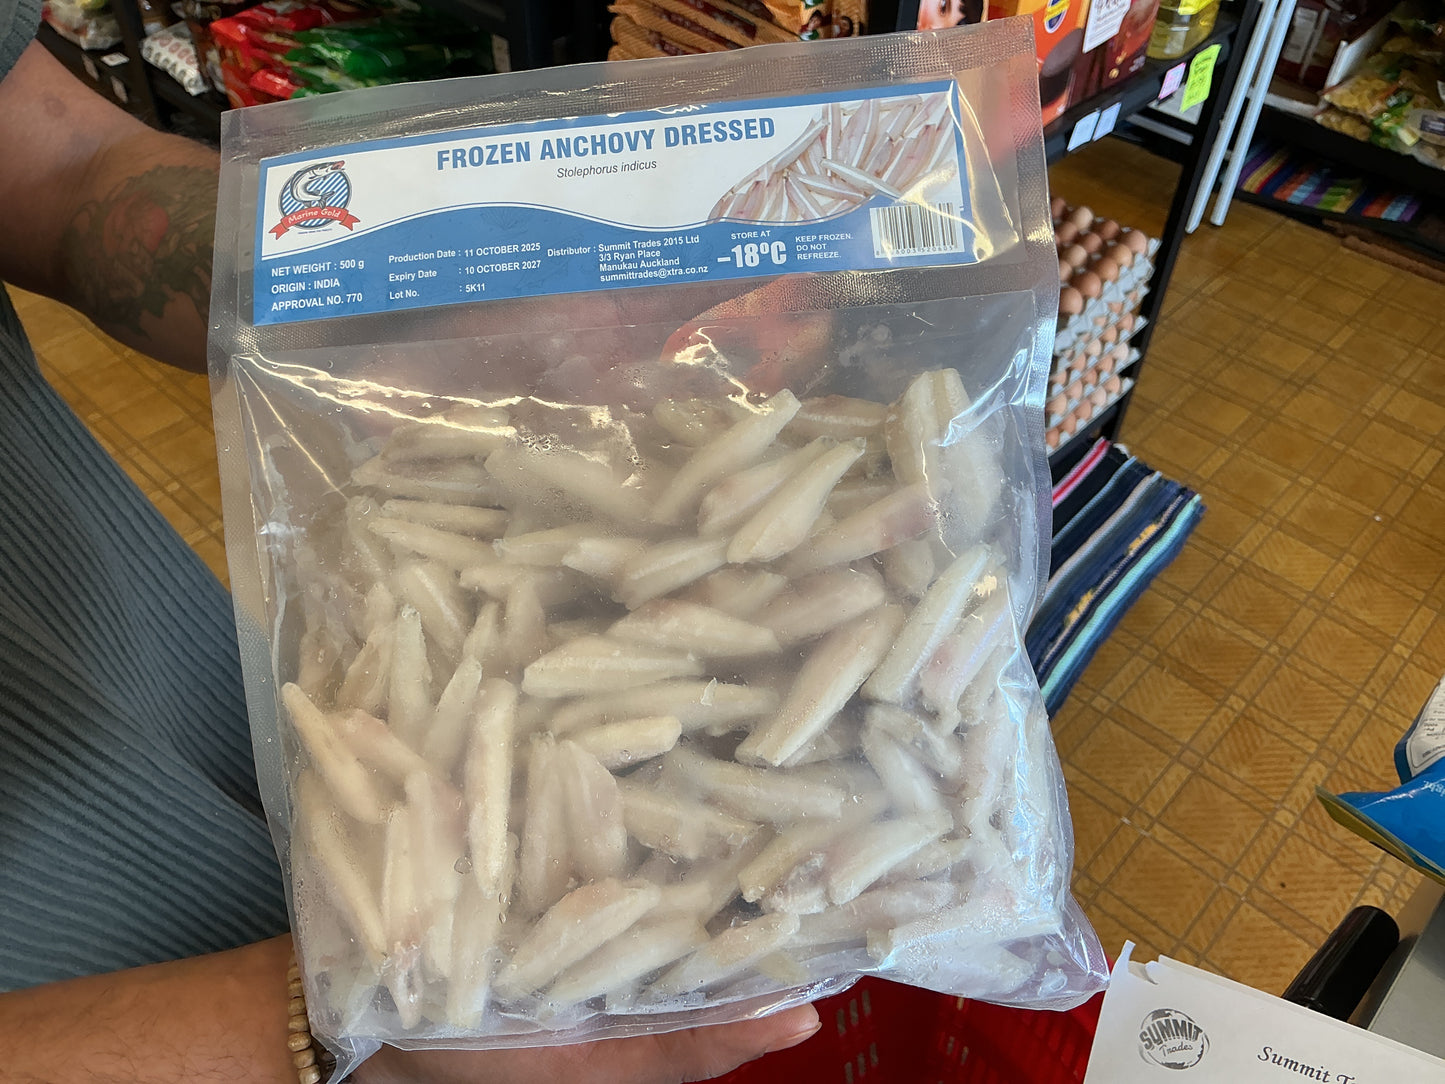 FROZEN ANCHOVY DRESSED
Stolephorus indicus
Marine Gold
NET WEIGHT : 500 g
ORIGIN : INDIA
APPROVAL NO. 770
Production Date : 11 OCTOBER 2025
Expiry Date : 10 OCTOBER 2027
Lot No. : 5K11
Distributor : Summit Trades 2015 Ltd
3/3 Ryan Place
Manukau Auckland
summittrades@xtra.co.nz
STORE AT
–18ºC
KEEP FROZEN.
DO NOT
REFREEZE.
SUMMIT
Trades
Summit